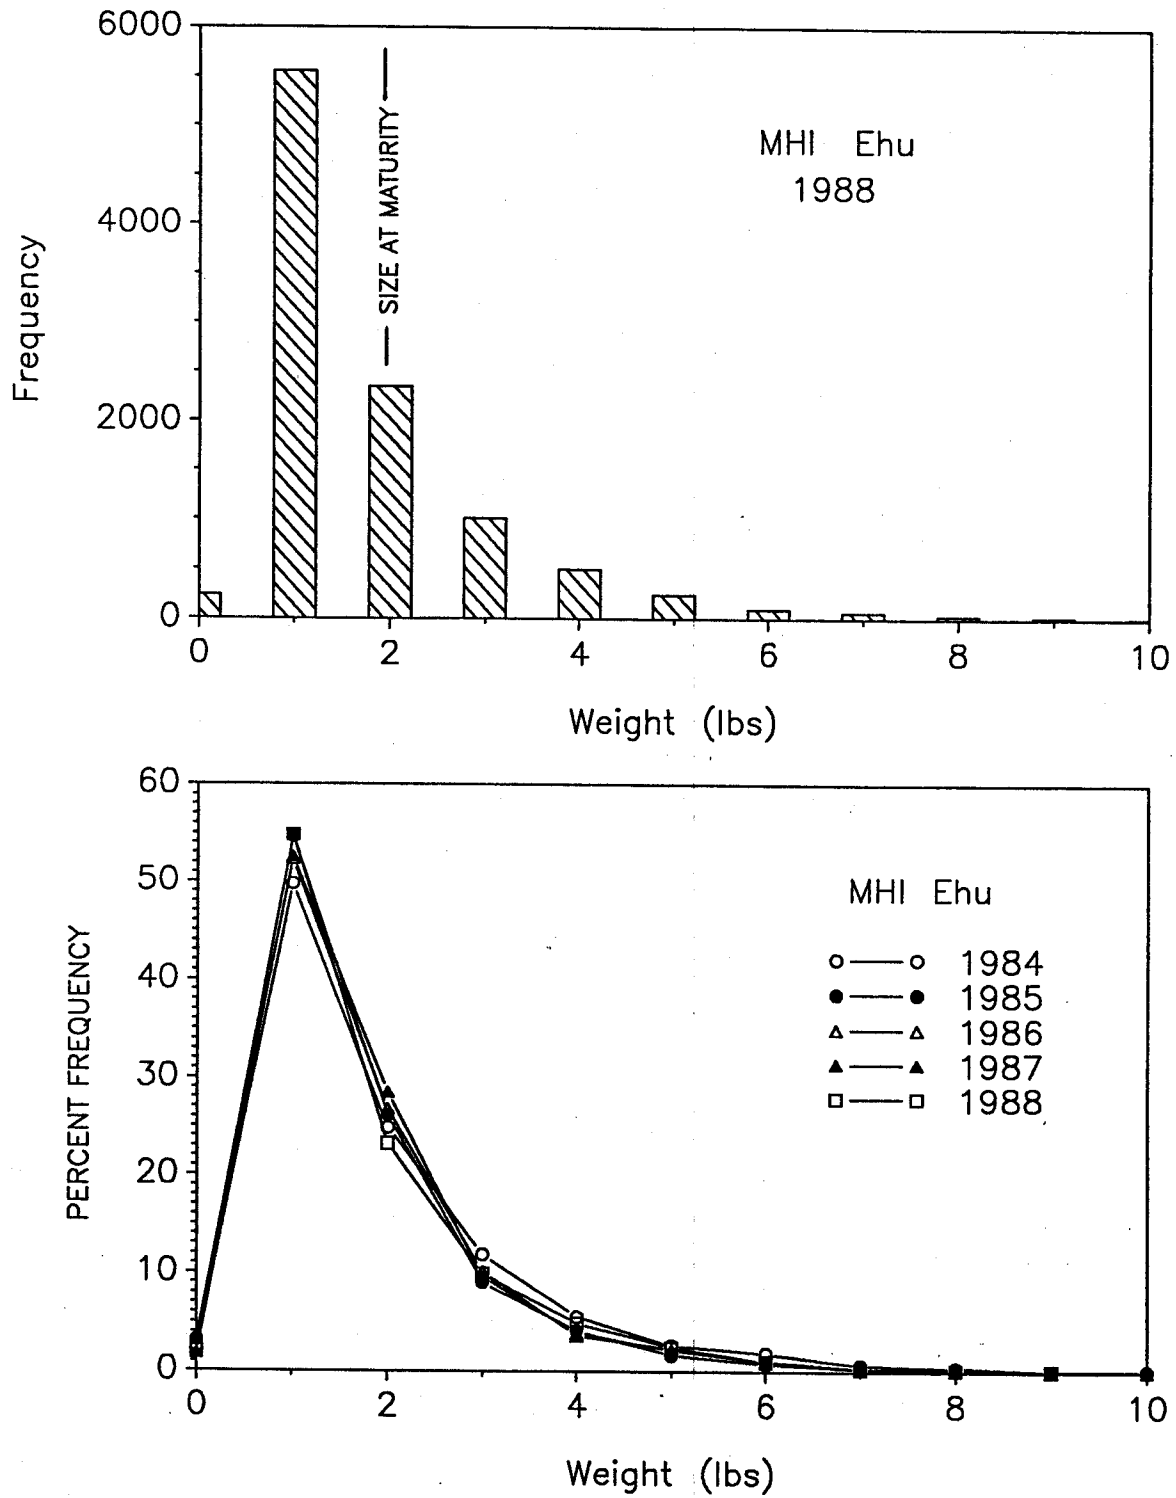 6000
4000
2000
0
Frequency
SIZE AT MATURITY
MHI Ehu
1988
0 2 4 6 8 10
Weight (lbs)
60
50
40
30
20
10
0
PERCENT FREQUENCY
MHI Ehu
1984
1985
1986
1987
1988
0 2 4 6 8 10
Weight (lbs)